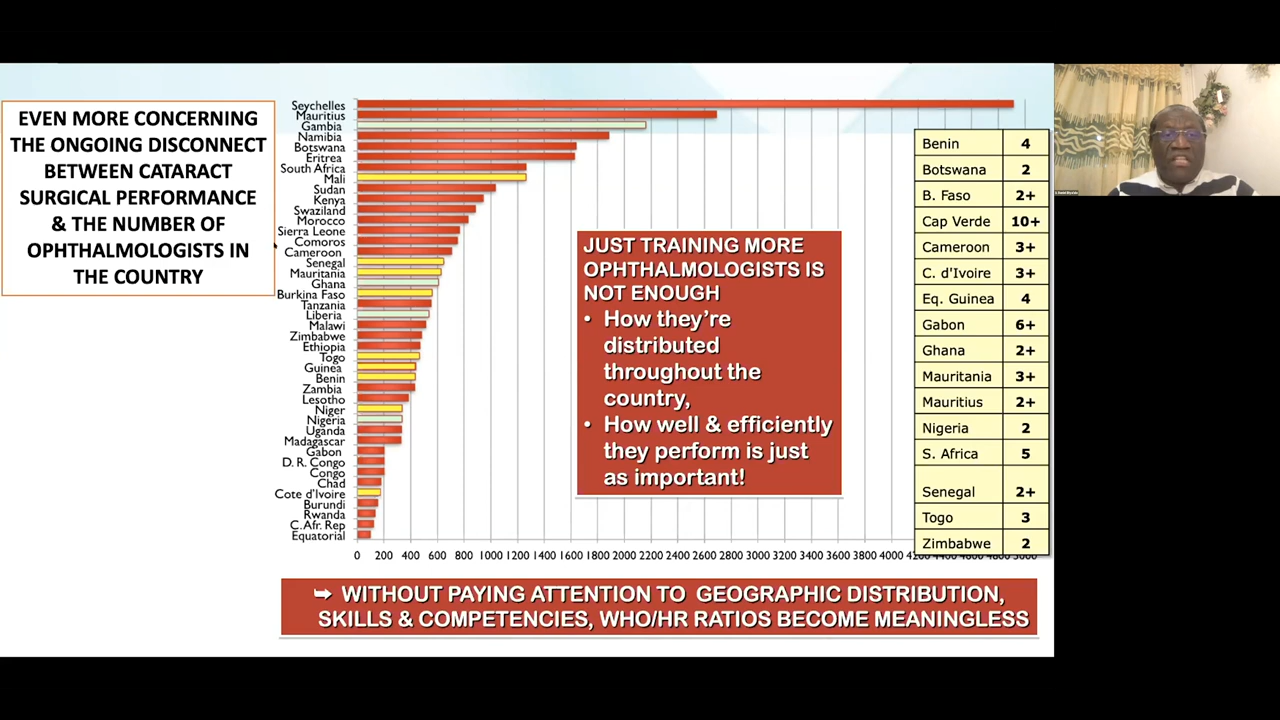 EVEN MORE CONCERNING
THE ONGOING DISCONNECT
BETWEEN CATARACT
SURGICAL PERFORMANCE
& THE NUMBER OF
OPHTHALMOLOGISTS IN
THE COUNTRY
Seychelles
Mauritius
Gambia
Namibia
Botswana
Eritrea
South Africa
Mali
Sudan
Kenya
Swaziland
Morocco
Sierra Leone
Comoros
Cameroon
Senegal
Mauritania
Ghana
Burkina Faso
Tanzania
Liberia
Malawi
Zimbabwe
Ethiopia
Togo
Guinea
Benin
Zambia
Lesotho
Niger
Nigeria
Uganda
Madagascar
Gabon
D. R. Congo
Congo
Chad
Cote d'Ivoire
Burundi
Rwanda
C. Afr. Rep
Equatorial
0 200 400 600 800 1000 1200 1400 1600 1800 2000 2200 2400 2600 2800 3000 3200 3400 3600 3800 4000
JUST TRAINING MORE
OPHTHALMOLOGISTS IS
NOT ENOUGH
• How they're
distributed
throughout the
country,
• How well & efficiently
they perform is just
as important!
Benin 4
Botswana 2
B. Faso 2+
Cap Verde 10+
Cameroon 3+
C. d'Ivoire 3+
Eq. Guinea 4
Gabon 6+
Ghana 2+
Mauritania 3+
Mauritius 2+
Nigeria 2
S. Africa 5
Senegal 2+
Togo 3
Zimbabwe 2
➥ WITHOUT PAYING ATTENTION TO GEOGRAPHIC DISTRIBUTION,
SKILLS & COMPETENCIES, WHO/HR RATIOS BECOME MEANINGLESS